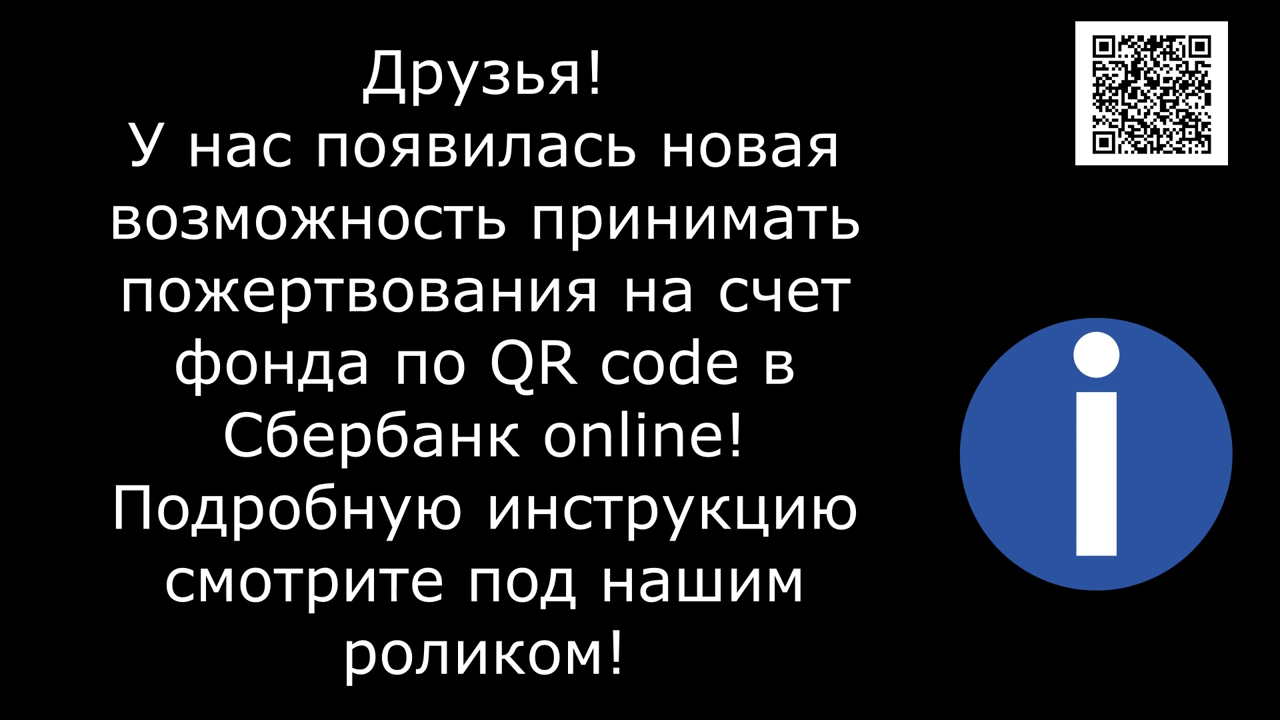 Друзья!
У нас появилась новая
возможность принимать
пожертвования на счет
фонда по QR code в
Сбербанк online!
Подробную инструкцию
смотрите под нашим
роликом!
i